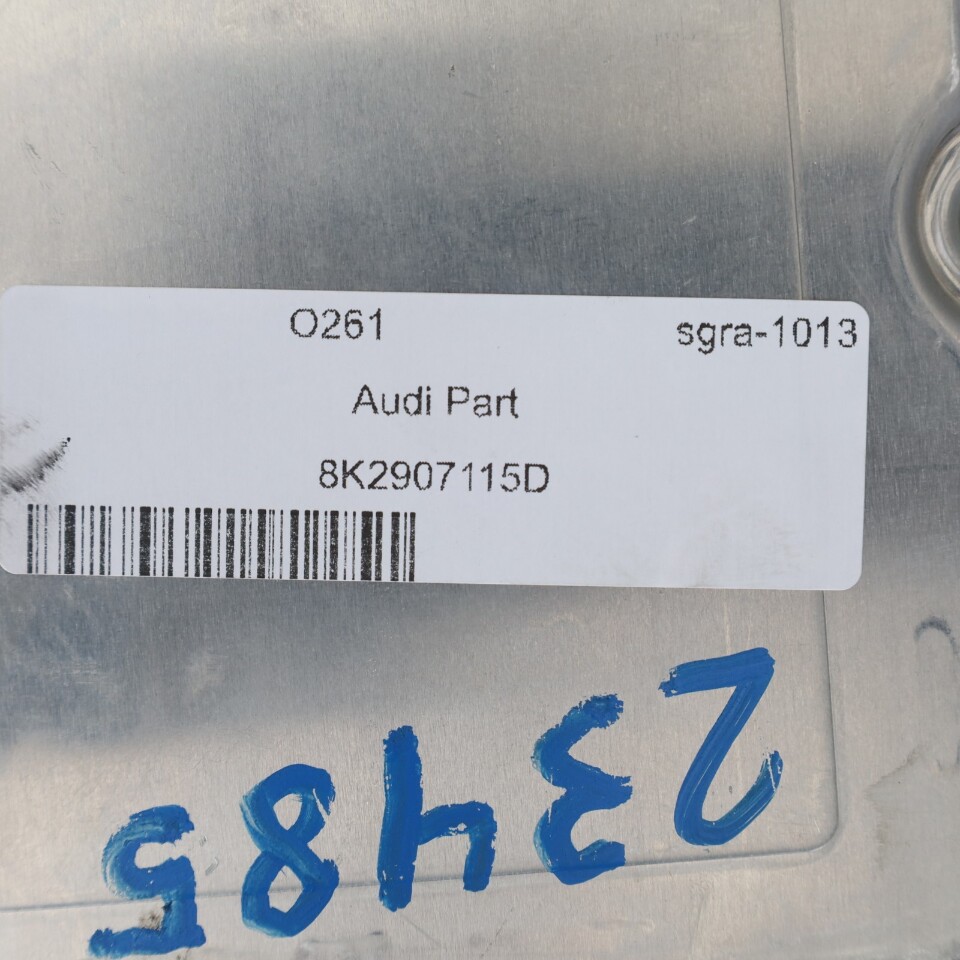 O261 sgra-1013
Audi Part
8K2907115D
23485